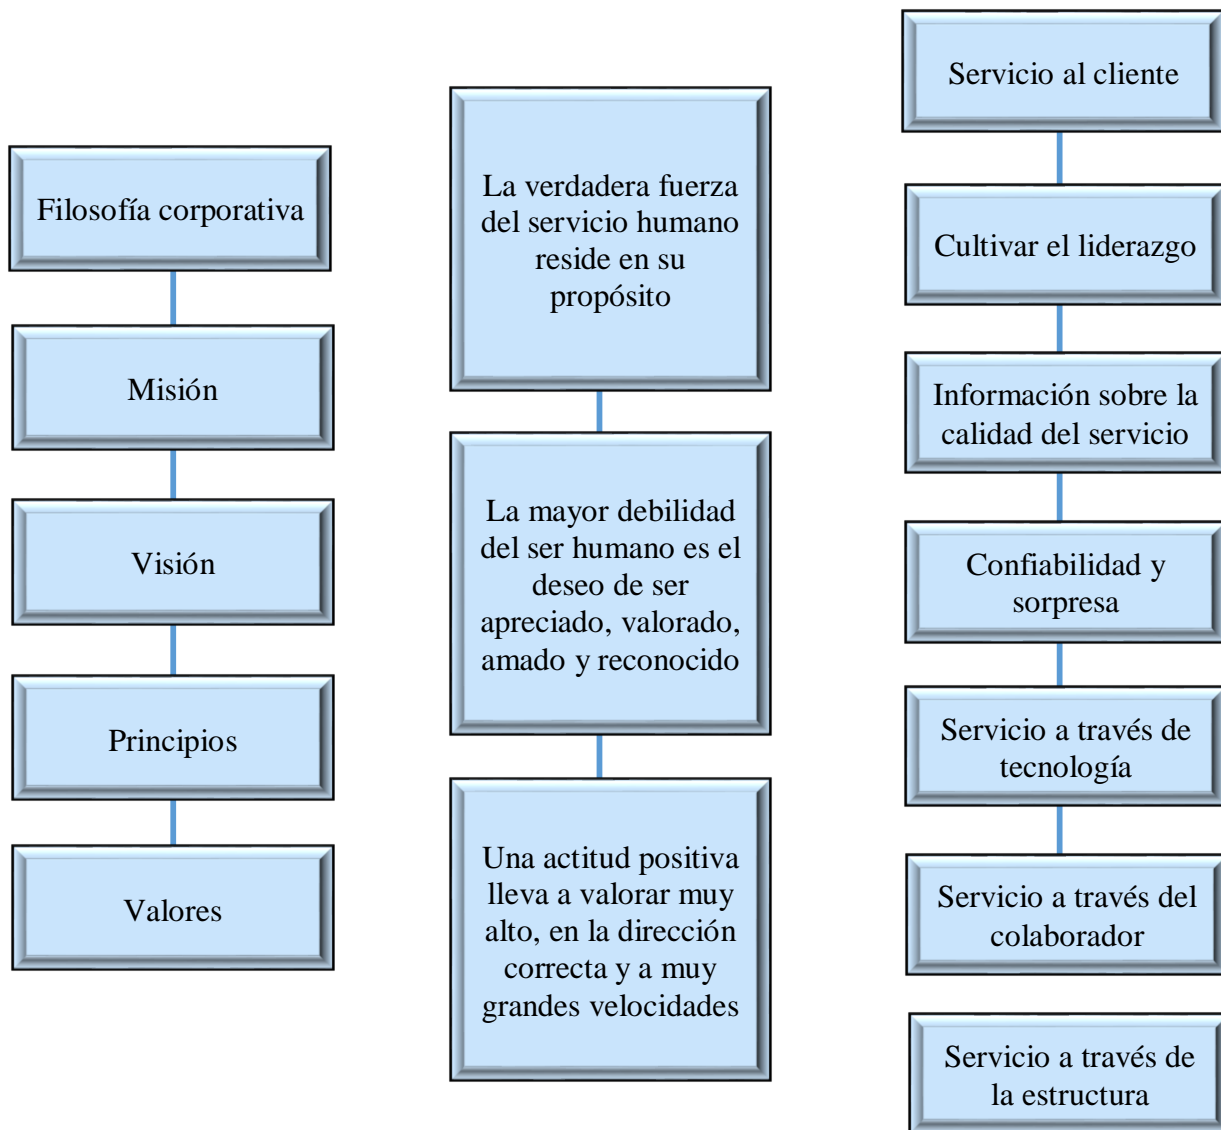 Filosofía corporativa
Misión
Visión
Principios
Valores
La verdadera fuerza
del servicio humano
reside en su
propósito
La mayor debilidad
del ser humano es el
deseo de ser
apreciado, valorado,
amado y reconocido
Una actitud positiva
lleva a valorar muy
alto, en la dirección
correcta y a muy
grandes velocidades
Servicio al cliente
Cultivar el liderazgo
Información sobre la
calidad del servicio
Confiabilidad y
sorpresa
Servicio a través de
tecnología
Servicio a través del
colaborador
Servicio a través de
la estructura